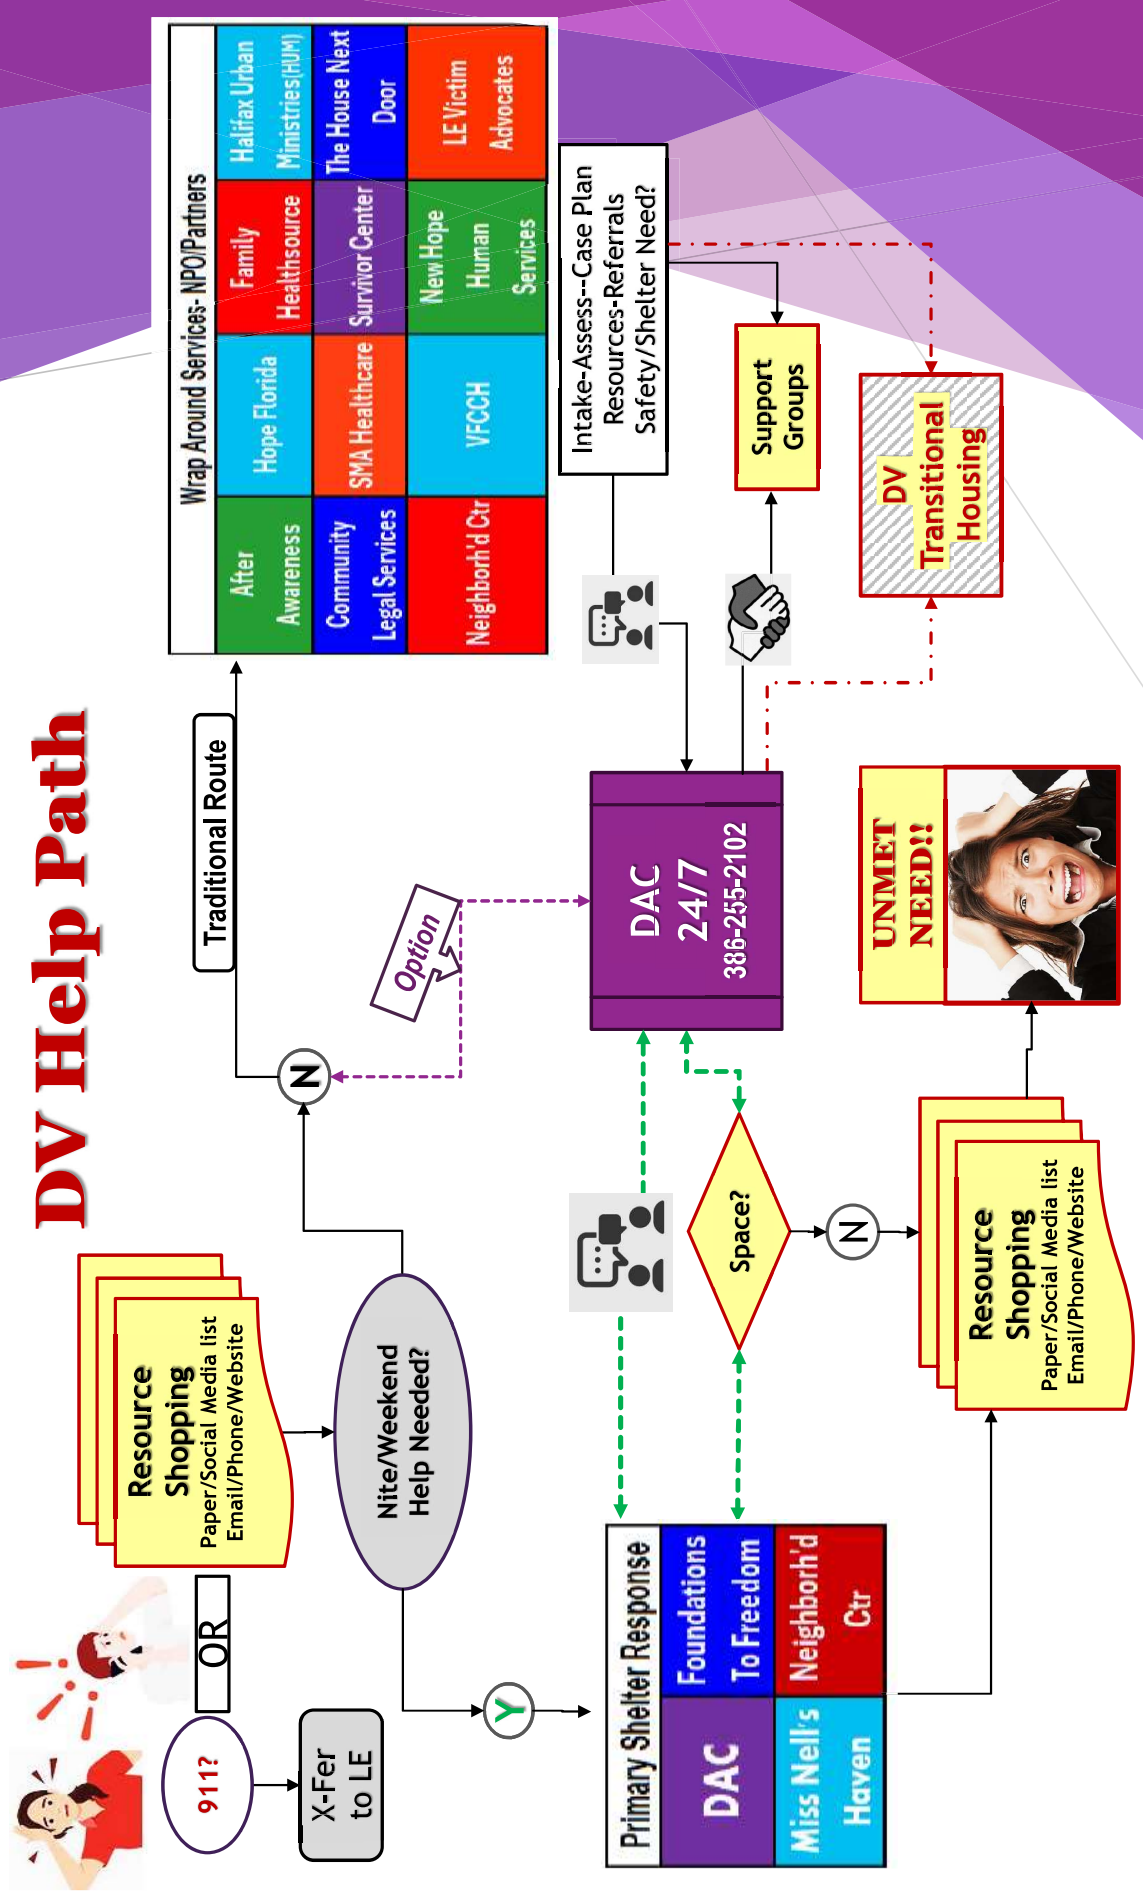 DV Help Path
911?
X-Fer
to LE
OR
Resource
Shopping
Paper/Social Media list
Email/Phone/Website
Nite/Weekend
Help Needed?
N
Traditional Route
Option
Y
Wrap Around Services- NPO/Partners
After
Awareness
Hope Florida
Family
Healthsource
Halifax Urban
Ministries(HUM)
Community
Legal Services
SMA Healthcare
Survivor Center
The House Next
Door
Neighborh'd Ctr
VFCCH
New Hope
Human
Services
LE Victim
Advocates
Intake-Assess--Case Plan
Resources-Referrals
Safety/Shelter Need?
Support
Groups
DV
Transitional
Housing
DAC
24/7
386-255-2102
Primary Shelter Response
DAC
Foundations
To Freedom
Miss Nell's
Haven
Neighborh'd
Ctr
Space?
N
Resource
Shopping
Paper/Social Media list
Email/Phone/Website
UNMET
NEED!!